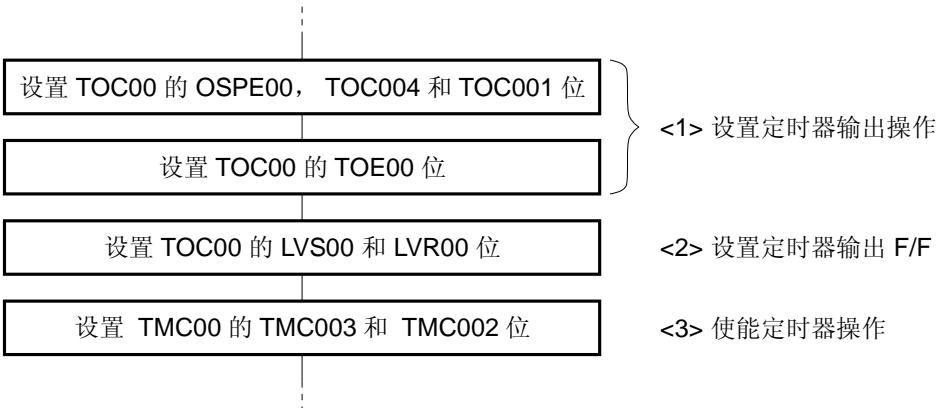 设置 TOC00 的 OSPE00， TOC004 和 TOC001 位
<1> 设置定时器输出操作
设置 TOC00 的 TOE00 位
设置 TOC00 的 LVS00 和 LVR00 位
<2> 设置定时器输出 F/F
设置 TMC00 的 TMC003 和 TMC002 位
<3> 使能定时器操作